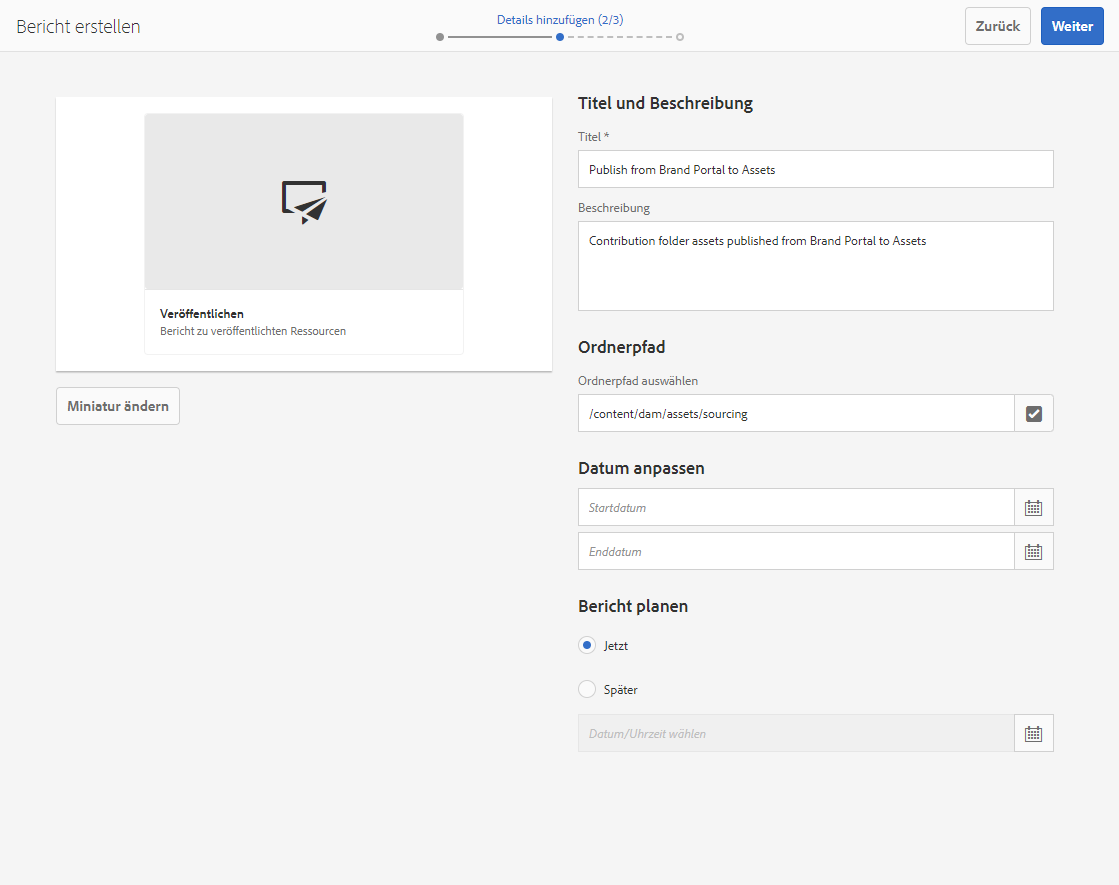 Bericht erstellen
Details hinzufügen (2/3)
Zurück
Weiter
Veröffentlichen
Bericht zu veröffentlichten Ressourcen
Miniatur ändern
Titel und Beschreibung
Titel *
Publish from Brand Portal to Assets
Beschreibung
Contribution folder assets published from Brand Portal to Assets
Ordnerpfad
Ordnerpfad auswählen
/content/dam/assets/sourcing
Datum anpassen
Startdatum
Enddatum
Bericht planen
Jetzt
Später
Datum/Uhrzeit wählen